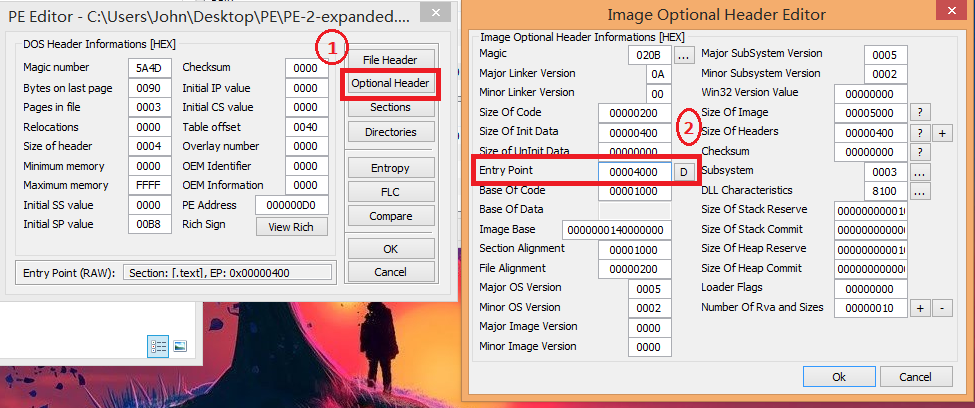 PE Editor - C:\Users\John\Desktop\PE\PE-2-expanded....
DOS Header Informations [HEX]
Magic number 5A4D Checksum 0000
Bytes on last page 0090 Initial IP value 0000
Pages in file 0003 Initial CS value 0000
Relocations 0000 Table offset 0040
Size of header 0004 Overlay number 0000
Minimum memory 0000 OEM Identifier 0000
Maximum memory FFFF OEM Information 0000
Initial SS value 0000 PE Address 000000D0
Initial SP value 00B8 Rich Sign View Rich
1
File Header
Optional Header
Sections
Directories
Entropy
FLC
Compare
OK
Cancel
Entry Point (RAW): Section: [.text], EP: 0x00000400
Image Optional Header Editor
Image Optional Header Informations [HEX]
Magic 020B ...
Major Linker Version 0A
Minor Linker Version 00
Size Of Code 00000200
Size Of Init Data 00000400
Size of UnInit Data 00000000
2
Entry Point 00004000 D
Base Of Code 00001000
Base Of Data
Image Base 0000000140000000
Section Alignment 00001000
File Alignment 00000200
Major OS Version 0005
Minor OS Version 0002
Major Image Version 0000
Minor Image Version 0000
Major SubSystem Version 0005
Minor Subsystem Version 0002
Win32 Version Value 00000000
Size Of Image 00005000 ?
Size Of Headers 00000400 ? +
Checksum 00000000 ?
Subsystem 0003 ...
DLL Characteristics 8100 ...
Size Of Stack Reserve 000000000010
Size Of Stack Commit 000000000000
Size Of Heap Reserve 000000000010
Size Of Heap Commit 000000000000
Loader Flags 00000000
Number Of Rva and Sizes 00000010 + -
Ok Cancel